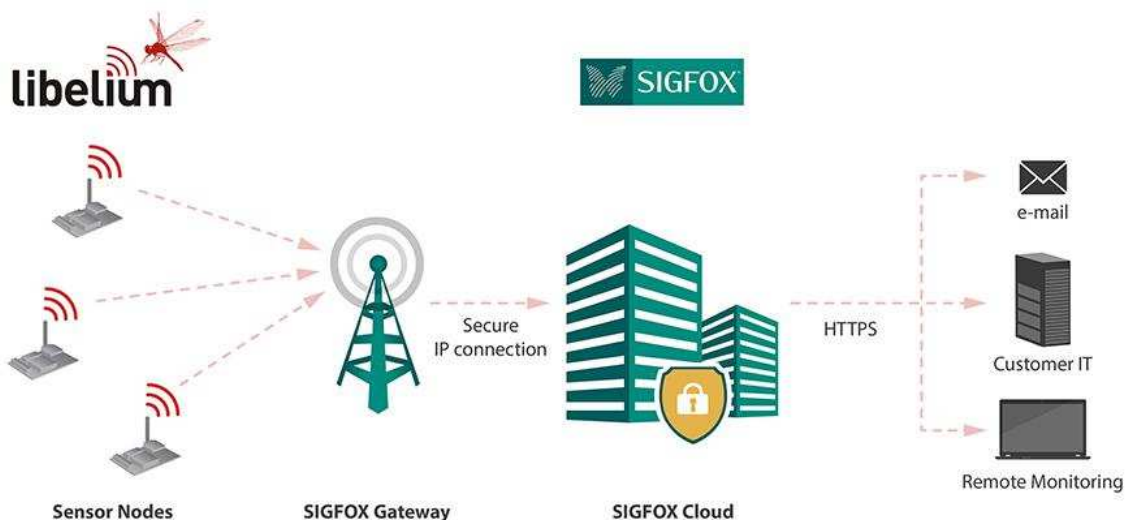 libelium
SIGFOX
e-mail
Secure
IP connection
HTTPS
Customer IT
Remote Monitoring
Sensor Nodes
SIGFOX Gateway
SIGFOX Cloud